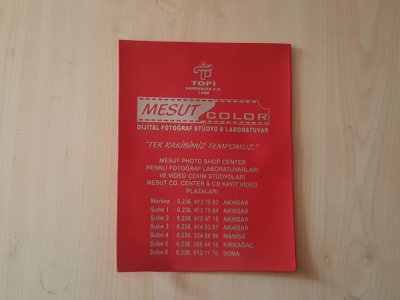 TOPİ
KARDEŞLER A.Ş.
MESUT COLOR
DİJİTAL FOTOĞRAF STÜDYO & LABORATUVAR
"TEK RAKİBİMİZ TEMPOMUZ."
MESUT PHOTO SHOP CENTER
RENKLİ FOTOĞRAF LABORATUVARLARI
VE VİDEO ÇEKİM STÜDYOLARI
MESUT CD. CENTER & CD KAYIT VİDEO
PLAZALARI
Merkez : 0.236. 413 75 63 AKHİSAR
Şube 1 : 0.236. 413 75 64 AKHİSAR
Şube 2 : 0.236. 412 47 15 AKHİSAR
Şube 3 : 0.236. 414 53 87 AKHİSAR
Şube 4 : 0.236. 234 68 86 MANİSA
Şube 5 : 0.236. 588 44 10 KIRKAĞAÇ
Şube 6 : 0.236. 613 11 70 SOMA